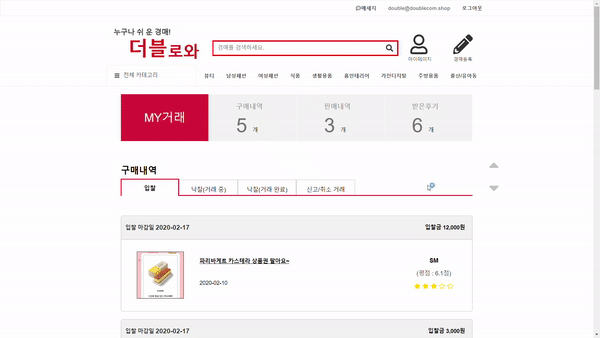 메세지 double@doublecom.shop 로그아웃
누구나 쉬운 경매!
더블로와
경매를 검색하세요.
마이페이지 경매등록
전체 카테고리 뷰티 남성패션 여성패션 식품 생활용품 홈인테리어 가전디지털 주방용품 출산/유아동
MY거래
구매내역 판매내역 받은후기
5 개 3 개 6 개
구매내역
입찰 낙찰(거래 중) 낙찰(거래 완료) 신고/취소 거래
입찰 마감일 2020-02-17 입찰금 12,000원
파리바게트 카스테라 상품권 팔아요~ SM
(평점 : 6.1점)
2020-02-10
입찰 마감일 2020-02-17 입찰금 3,000원